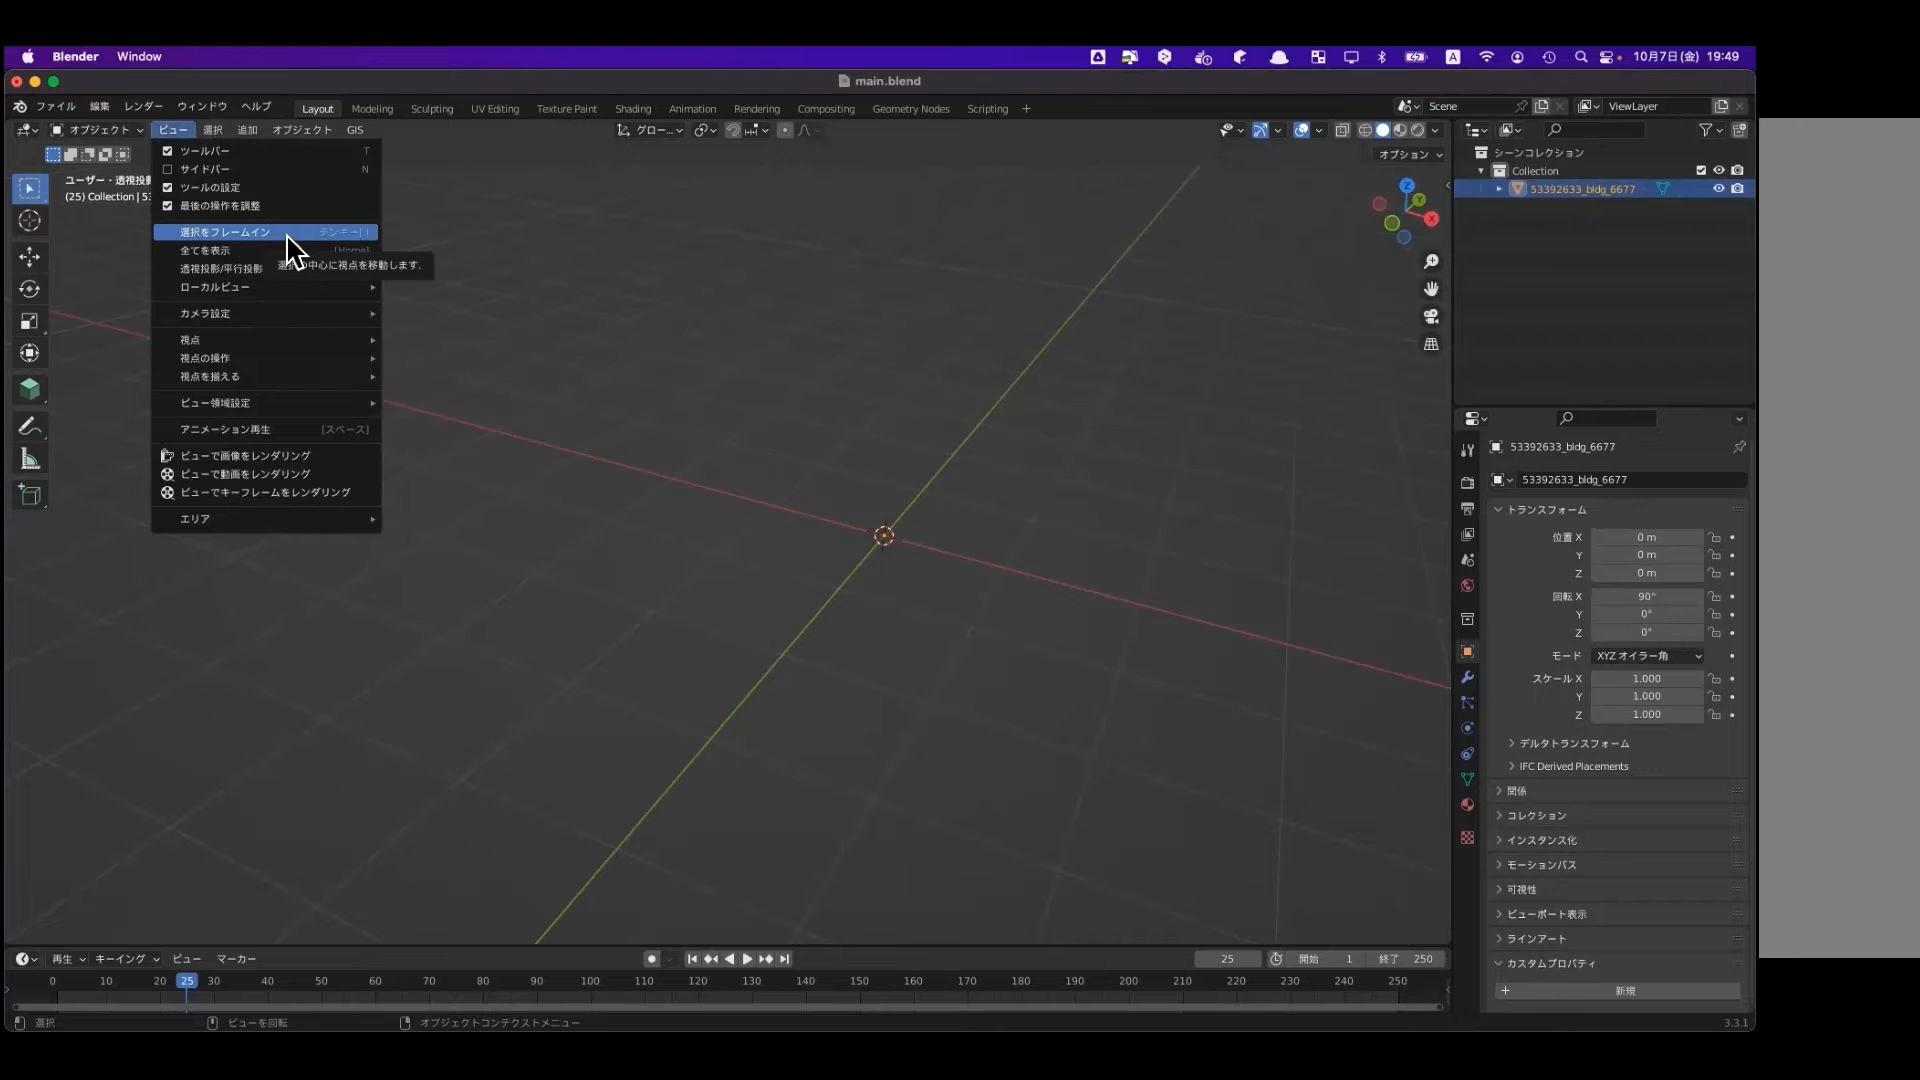 Blender Window
10月7日(金) 19:49
main.blend
ファイル 編集 レンダー ウィンドウ ヘルプ
Layout Modeling Sculpting UV Editing Texture Paint Shading Animation Rendering Compositing Geometry Nodes Scripting +
Scene
ViewLayer
オブジェクト ビュー 選択 追加 オブジェクト GIS
グロー...
オプション
ユーザー・透視投影
(25) Collection | 53
ツールバー T
サイドバー N
ツールの設定
最後の操作を調整
選択をフレームイン テンキー[.]
全てを表示 [Home]
透視投影/平行投影
選択の中心に視点を移動します.
ローカルビュー
カメラ設定
視点
視点の操作
視点を揃える
ビュー領域設定
アニメーション再生 [スペース]
ビューで画像をレンダリング
ビューで動画をレンダリング
ビューでキーフレームをレンダリング
エリア
Z
Y
X
シーンコレクション
Collection
53392633_bldg_6677
53392633_bldg_6677
53392633_bldg_6677
トランスフォーム
位置 X 0 m
Y 0 m
Z 0 m
回転 X 90°
Y 0°
Z 0°
モード XYZ オイラー角
スケール X 1.000
Y 1.000
Z 1.000
デルタトランスフォーム
IFC Derived Placements
関係
コレクション
インスタンス化
モーションパス
可視性
ビューポート表示
ラインアート
カスタムプロパティ
新規
再生 キーイング ビュー マーカー
25 開始 1 終了 250
0 10 20 25 30 40 50 60 70 80 90 100 110 120 130 140 150 160 170 180 190 200 210 220 230 240 250
選択 ビューを回転 オブジェクトコンテクストメニュー
3.3.1